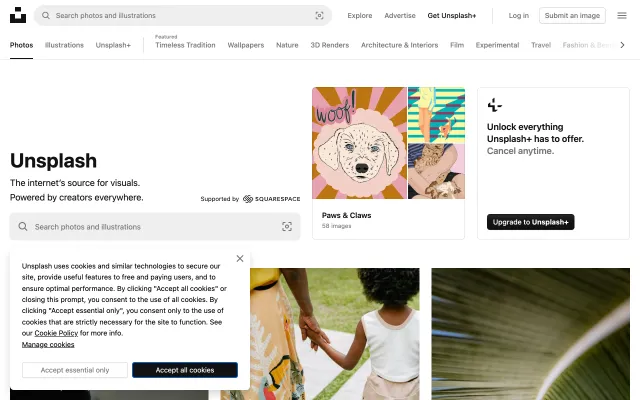 Search photos and illustrations
Explore
Advertise
Get Unsplash+
Log in
Submit an image
Photos
Illustrations
Unsplash+
Featured
Timeless Tradition
Wallpapers
Nature
3D Renders
Architecture & Interiors
Film
Experimental
Travel
Fashion & Beauty
Unsplash
The internet's source for visuals.
Powered by creators everywhere.
Supported by SQUARESPACE
Search photos and illustrations
woof!
Paws & Claws
58 images
Unlock everything
Unsplash+ has to offer.
Cancel anytime.
Upgrade to Unsplash+
Unsplash uses cookies and similar technologies to secure our
site, provide useful features to free and paying users, and to
ensure optimal performance. By clicking "Accept all cookies" or
closing this prompt, you consent to the use of all cookies. By
clicking "Accept essential only", you consent only to the use of
cookies that are strictly necessary for the site to function. See
our Cookie Policy for more info.
Manage cookies
Accept essential only
Accept all cookies